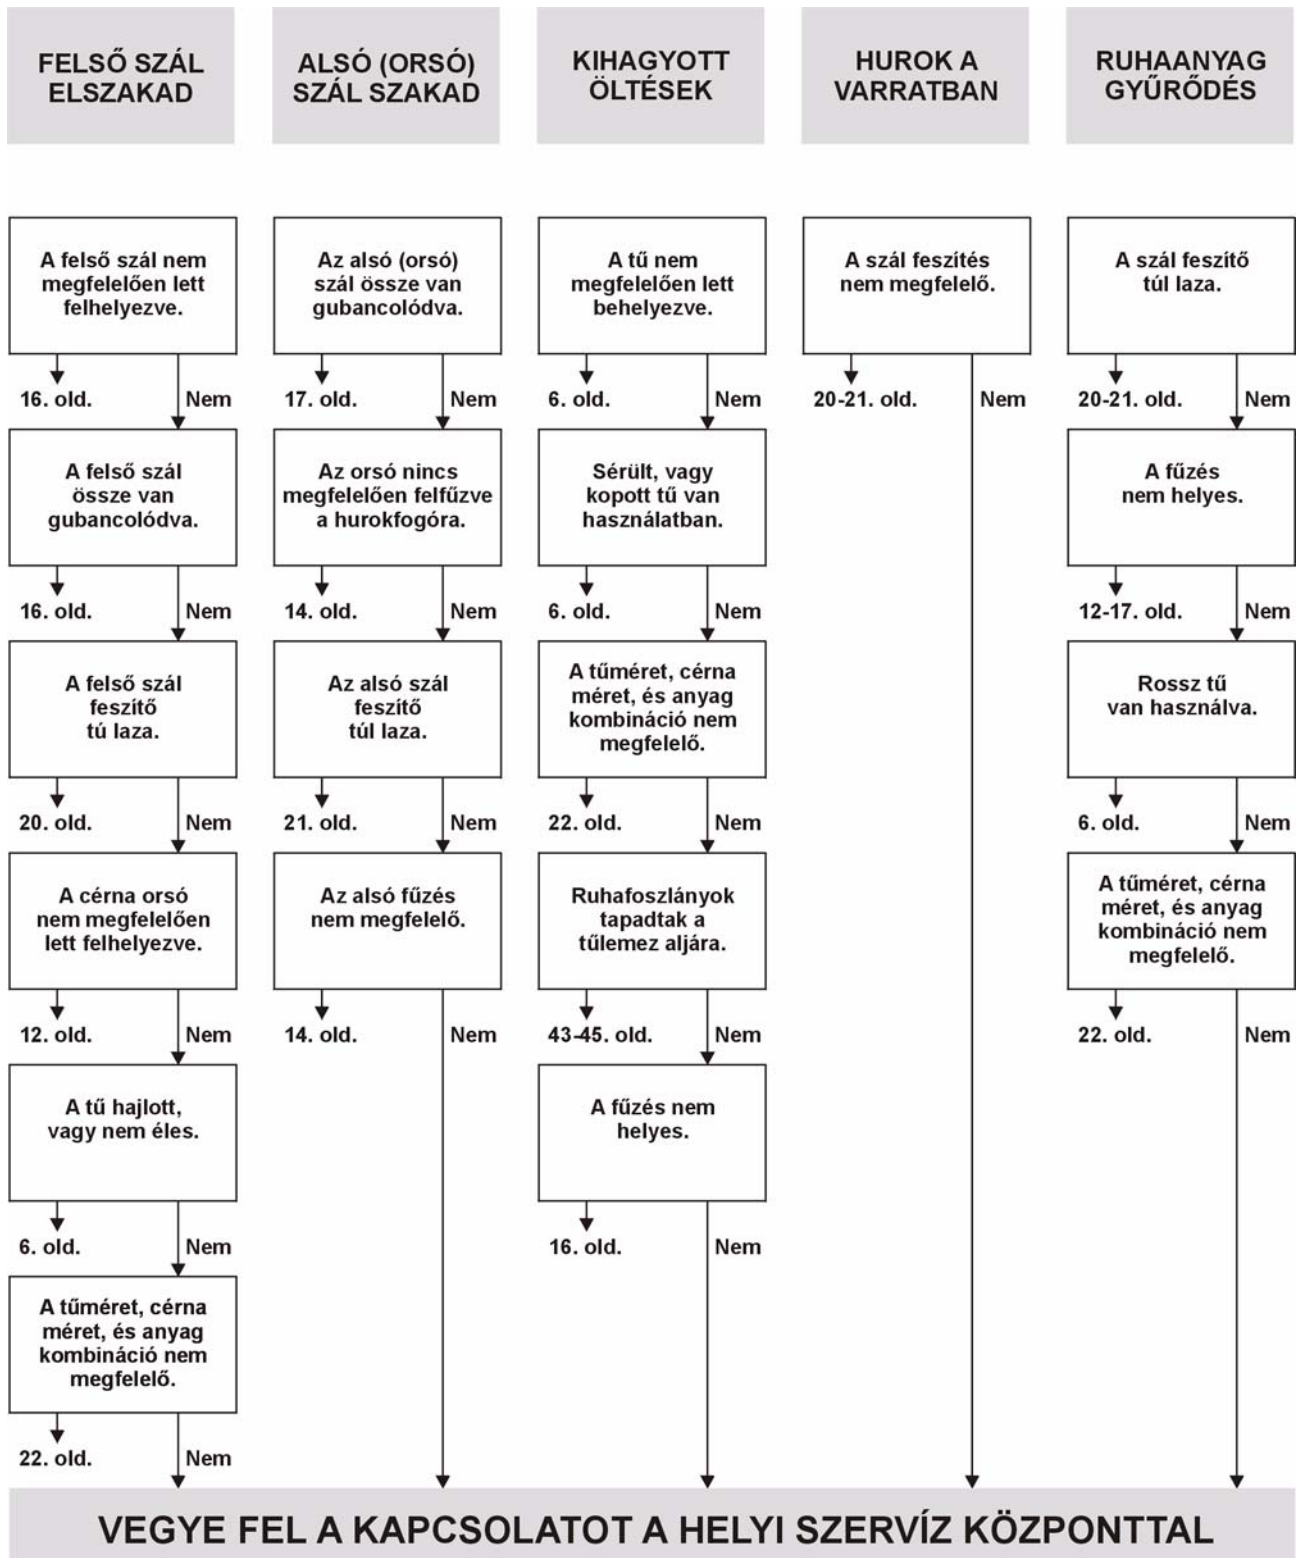 FELSŐ SZÁL
ELSZAKAD
A felső szál nem
megfelelően lett
felhelyezve.
16. old.
Nem
A felső szál
össze van
gubancolódva.
16. old.
Nem
A felső szál
feszítő
tú laza.
20. old.
Nem
A cérna orsó
nem megfelelően
lett felhelyezve.
12. old.
Nem
A tű hajlott,
vagy nem éles.
6. old.
Nem
A tűméret, cérna
méret, és anyag
kombináció nem
megfelelő.
22. old.
Nem
ALSÓ (ORSÓ)
SZÁL SZAKAD
Az alsó (orsó)
szál össze van
gubancolódva.
17. old.
Nem
Az orsó nincs
megfelelően felfűzve
a hurokfogóra.
14. old.
Nem
Az alsó szál
feszítő
túl laza.
21. old.
Nem
Az alsó fűzés
nem megfelelő.
14. old.
Nem
KIHAGYOTT
ÖLTÉSEK
A tű nem
megfelelően lett
behelyezve.
6. old.
Nem
Sérült, vagy
kopott tű van
használatban.
6. old.
Nem
A tűméret, cérna
méret, és anyag
kombináció nem
megfelelő.
22. old.
Nem
Ruhafoszlányok
tapadtak a
tűlemez aljára.
43-45. old.
Nem
A fűzés nem
helyes.
16. old.
Nem
HUROK A
VARRATBAN
A szál feszítés
nem megfelelő.
20-21. old.
Nem
RUHAANYAG
GYŰRŐDÉS
A szál feszítő
túl laza.
20-21. old.
Nem
A fűzés
nem helyes.
12-17. old.
Nem
Rossz tű
van használva.
6. old.
Nem
A tűméret, cérna
méret, és anyag
kombináció nem
megfelelő.
22. old.
Nem
VEGYE FEL A KAPCSOLATOT A HELYI SZERVÍZ KÖZPONTTAL